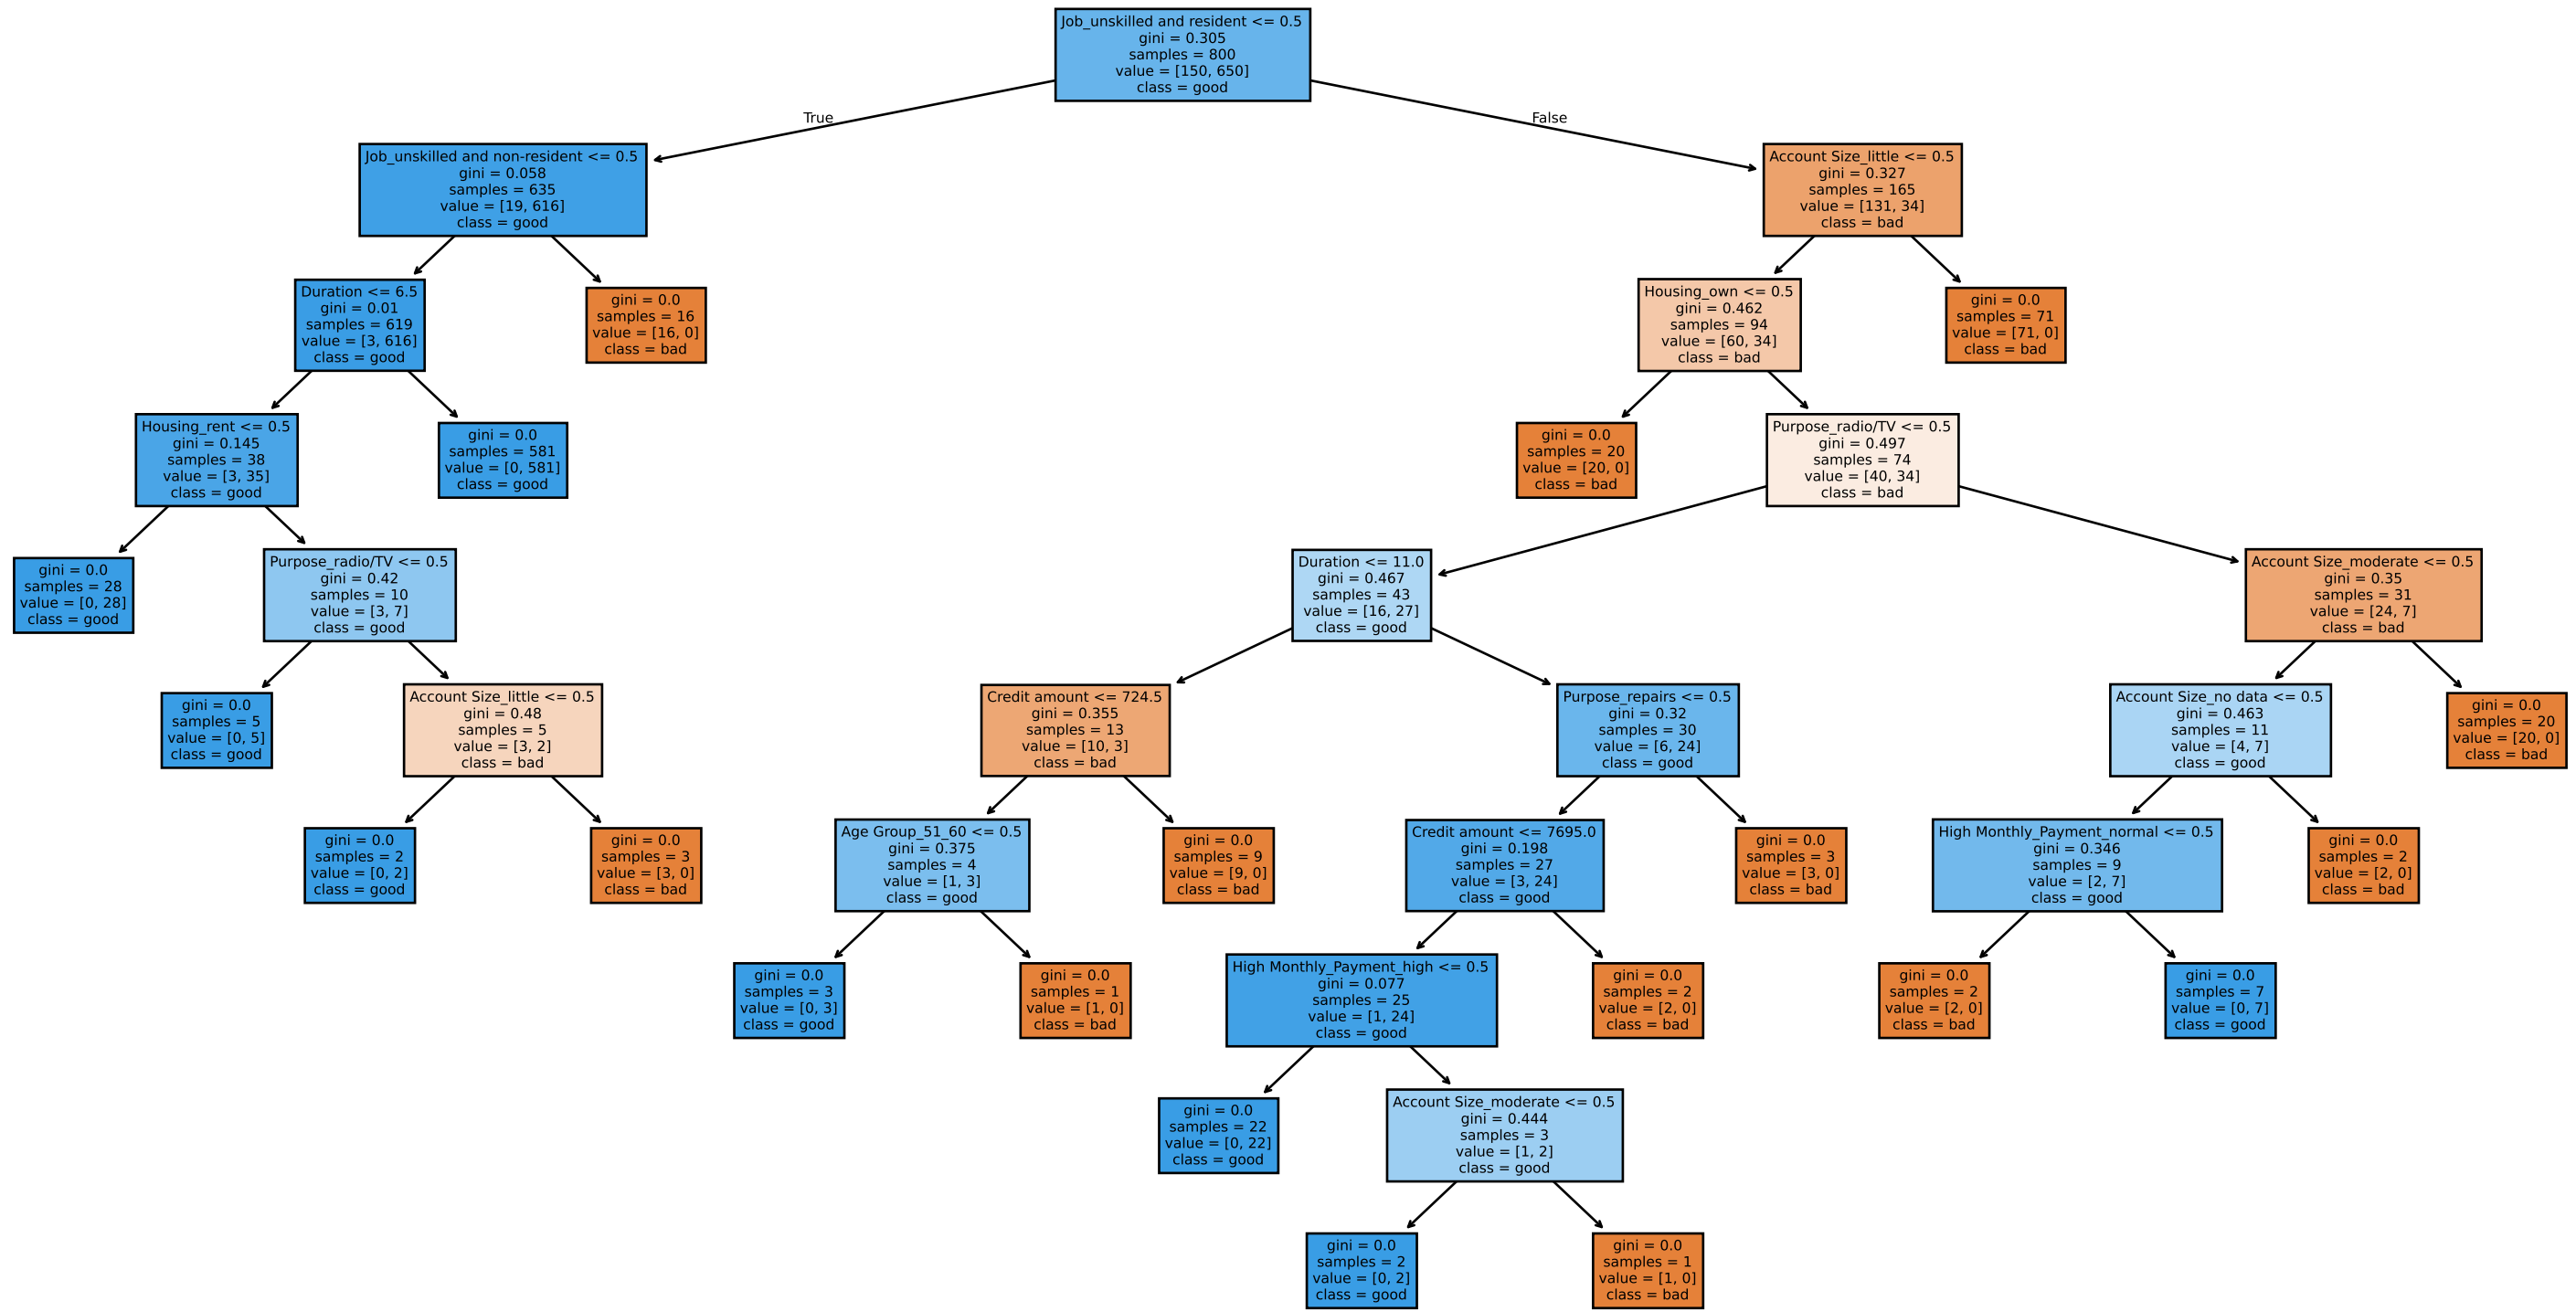 Job_unskilled and resident <= 0.5
gini = 0.305
samples = 800
value = [150, 650]
class = good
True
False
Job_unskilled and non-resident <= 0.5
gini = 0.058
samples = 635
value = [19, 616]
class = good
Account Size_little <= 0.5
gini = 0.327
samples = 165
value = [131, 34]
class = bad
Duration <= 6.5
gini = 0.01
samples = 619
value = [3, 616]
class = good
gini = 0.0
samples = 16
value = [16, 0]
class = bad
Housing_own <= 0.5
gini = 0.462
samples = 94
value = [60, 34]
class = bad
gini = 0.0
samples = 71
value = [71, 0]
class = bad
Housing_rent <= 0.5
gini = 0.145
samples = 38
value = [3, 35]
class = good
gini = 0.0
samples = 581
value = [0, 581]
class = good
gini = 0.0
samples = 20
value = [20, 0]
class = bad
Purpose_radio/TV <= 0.5
gini = 0.497
samples = 74
value = [40, 34]
class = bad
gini = 0.0
samples = 28
value = [0, 28]
class = good
Purpose_radio/TV <= 0.5
gini = 0.42
samples = 10
value = [3, 7]
class = good
Duration <= 11.0
gini = 0.467
samples = 43
value = [16, 27]
class = good
Account Size_moderate <= 0.5
gini = 0.35
samples = 31
value = [24, 7]
class = bad
gini = 0.0
samples = 5
value = [0, 5]
class = good
Account Size_little <= 0.5
gini = 0.48
samples = 5
value = [3, 2]
class = bad
Credit amount <= 724.5
gini = 0.355
samples = 13
value = [10, 3]
class = bad
Purpose_repairs <= 0.5
gini = 0.32
samples = 30
value = [6, 24]
class = good
Account Size_no data <= 0.5
gini = 0.463
samples = 11
value = [4, 7]
class = good
gini = 0.0
samples = 20
value = [20, 0]
class = bad
gini = 0.0
samples = 2
value = [0, 2]
class = good
gini = 0.0
samples = 3
value = [3, 0]
class = bad
Age Group_51_60 <= 0.5
gini = 0.375
samples = 4
value = [1, 3]
class = good
gini = 0.0
samples = 9
value = [9, 0]
class = bad
Credit amount <= 7695.0
gini = 0.198
samples = 27
value = [3, 24]
class = good
gini = 0.0
samples = 3
value = [3, 0]
class = bad
High Monthly_Payment_normal <= 0.5
gini = 0.346
samples = 9
value = [2, 7]
class = good
gini = 0.0
samples = 2
value = [2, 0]
class = bad
gini = 0.0
samples = 3
value = [0, 3]
class = good
gini = 0.0
samples = 1
value = [1, 0]
class = bad
High Monthly_Payment_high <= 0.5
gini = 0.077
samples = 25
value = [1, 24]
class = good
gini = 0.0
samples = 2
value = [2, 0]
class = bad
gini = 0.0
samples = 2
value = [2, 0]
class = bad
gini = 0.0
samples = 7
value = [0, 7]
class = good
gini = 0.0
samples = 22
value = [0, 22]
class = good
Account Size_moderate <= 0.5
gini = 0.444
samples = 3
value = [1, 2]
class = good
gini = 0.0
samples = 2
value = [0, 2]
class = good
gini = 0.0
samples = 1
value = [1, 0]
class = bad